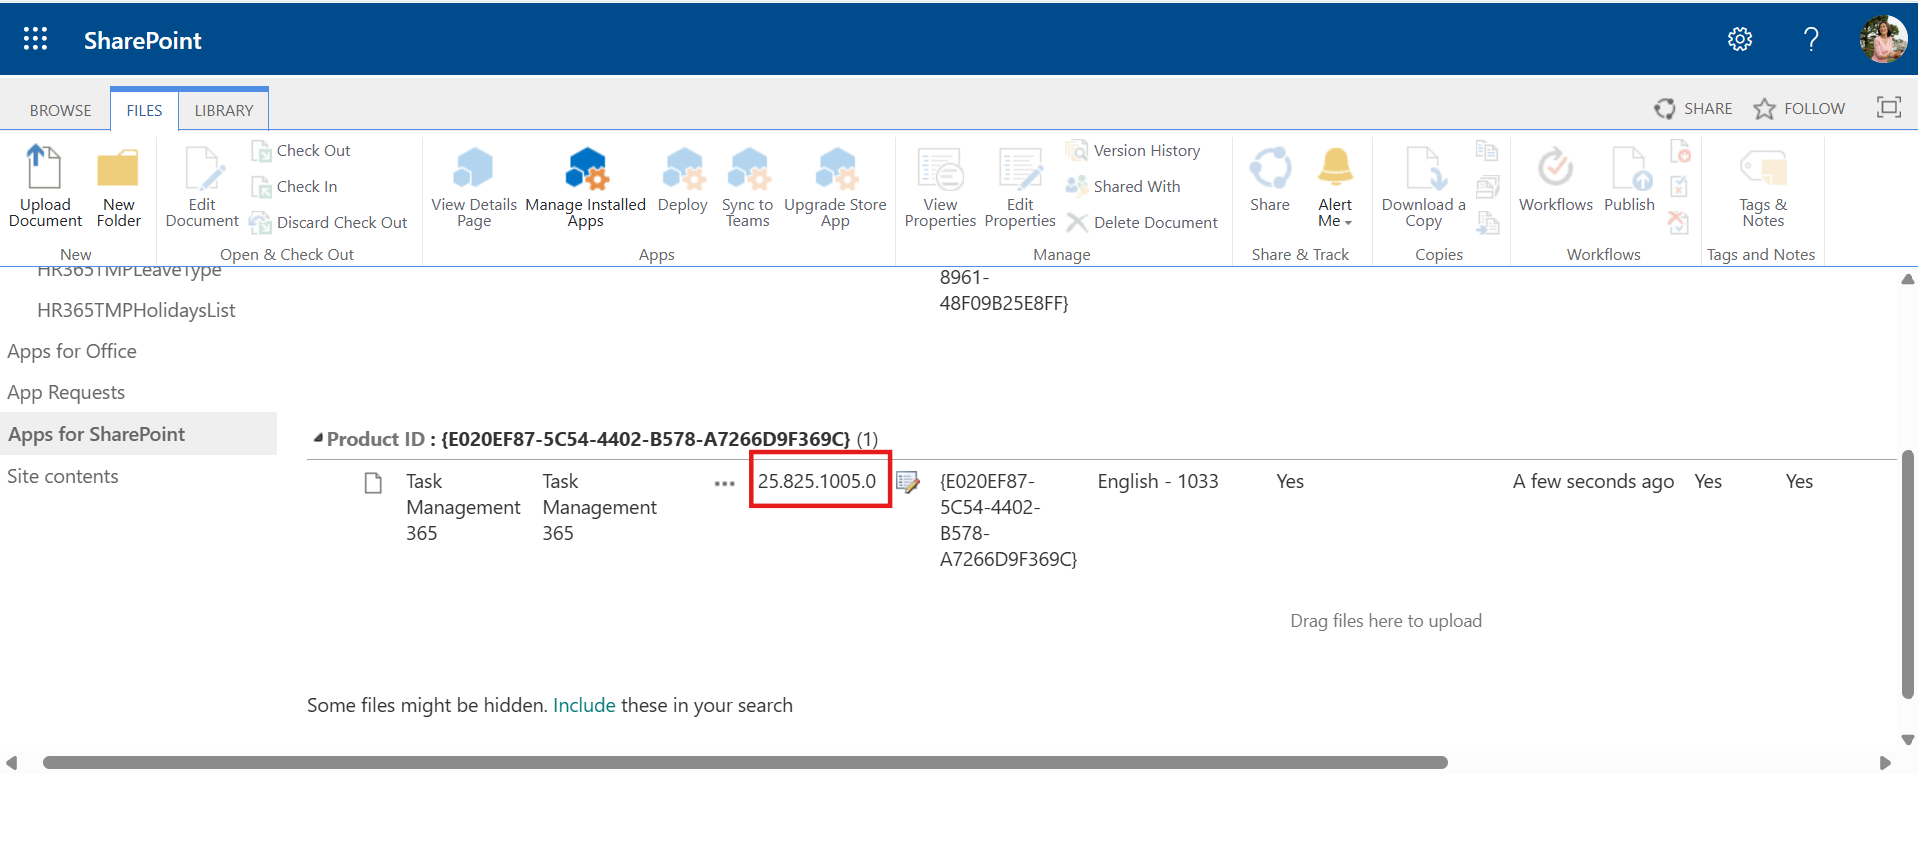 SharePoint
?
BROWSE FILES LIBRARY
SHARE FOLLOW
Upload Document
New Folder
New
Edit Document
Check Out
Check In
Discard Check Out
Open & Check Out
View Details Page
Manage Installed Apps
Deploy
Sync to Teams
Upgrade Store App
Apps
View Properties
Edit Properties
Version History
Shared With
Delete Document
Manage
Share
Alert Me
Share & Track
Download a Copy
Copies
Workflows
Publish
Workflows
Tags & Notes
Tags and Notes
HR365TMPLeaveType
HR365TMPHolidaysList
Apps for Office
App Requests
Apps for SharePoint
Site contents
8961-
48F09B25E8FF}
Product ID : {E020EF87-5C54-4402-B578-A7266D9F369C} (1)
Task
Management
365
Task
Management
365
...
25.825.1005.0
{E020EF87-
5C54-4402-
B578-
A7266D9F369C}
English - 1033
Yes
A few seconds ago
Yes
Yes
Drag files here to upload
Some files might be hidden. Include these in your search